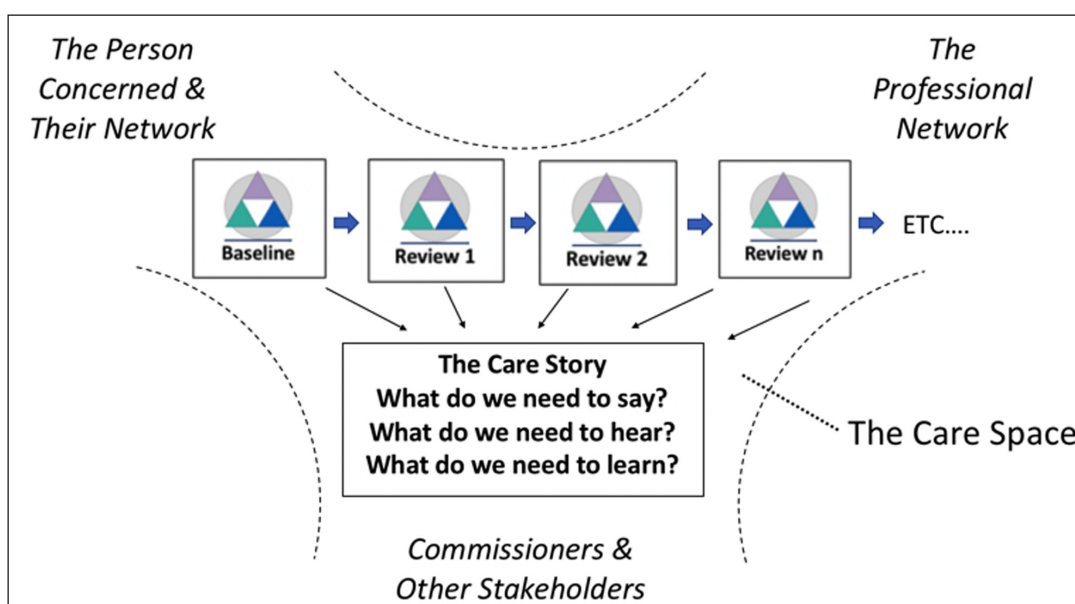 The Person
Concerned &
Their Network
The
Professional
Network
Baseline
Review 1
Review 2
Review n
ETC....
The Care Story
What do we need to say?
What do we need to hear?
What do we need to learn?
The Care Space
Commissioners &
Other Stakeholders